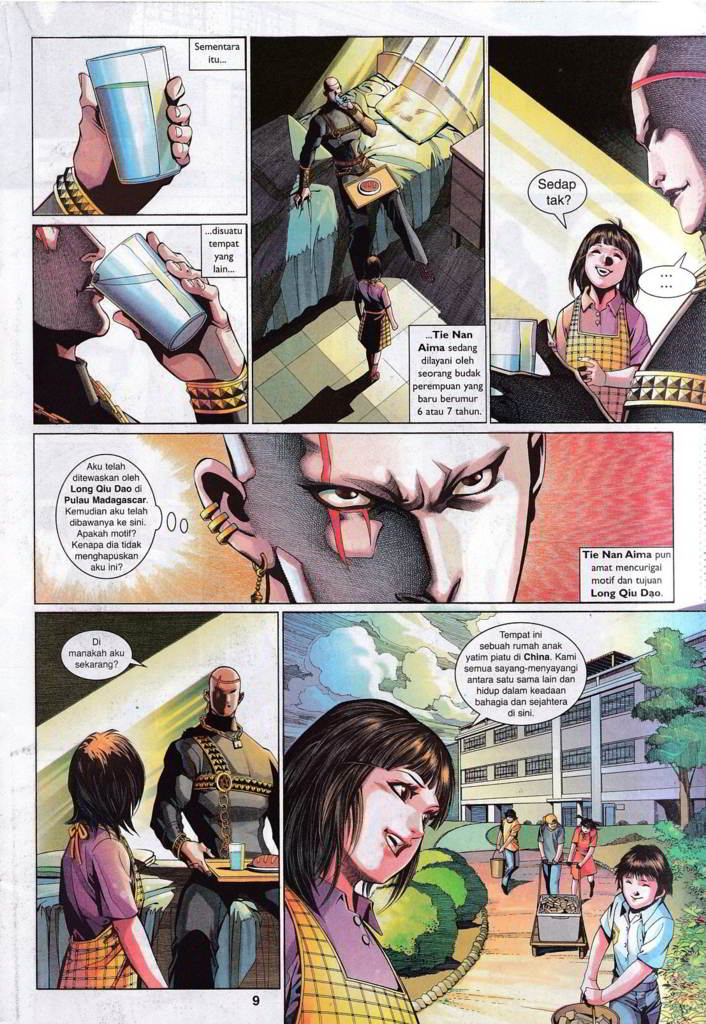 Sementara
itu...
...disuatu
tempat
yang
lain...
...Tie Nan
Aima sedang
dilayani oleh
seorang budak
perempuan yang
baru berumur
6 atau 7 tahun.
Sedap
tak?
...
...
Aku telah
ditewaskan oleh
Long Qiu Dao di
Pulau Madagascar.
Kemudian aku telah
dibawanya ke sini.
Apakah motif?
Kenapa dia tidak
menghapuskan
aku ini?
Tie Nan Aima pun
amat mencurigai
motif dan tujuan
Long Qiu Dao.
Di
manakah aku
sekarang?
Tempat ini
sebuah rumah anak
yatim piatu di China. Kami
semua sayang-menyayangi
antara satu sama lain dan
hidup dalam keadaan
bahagia dan sejahtera
di sini.
9